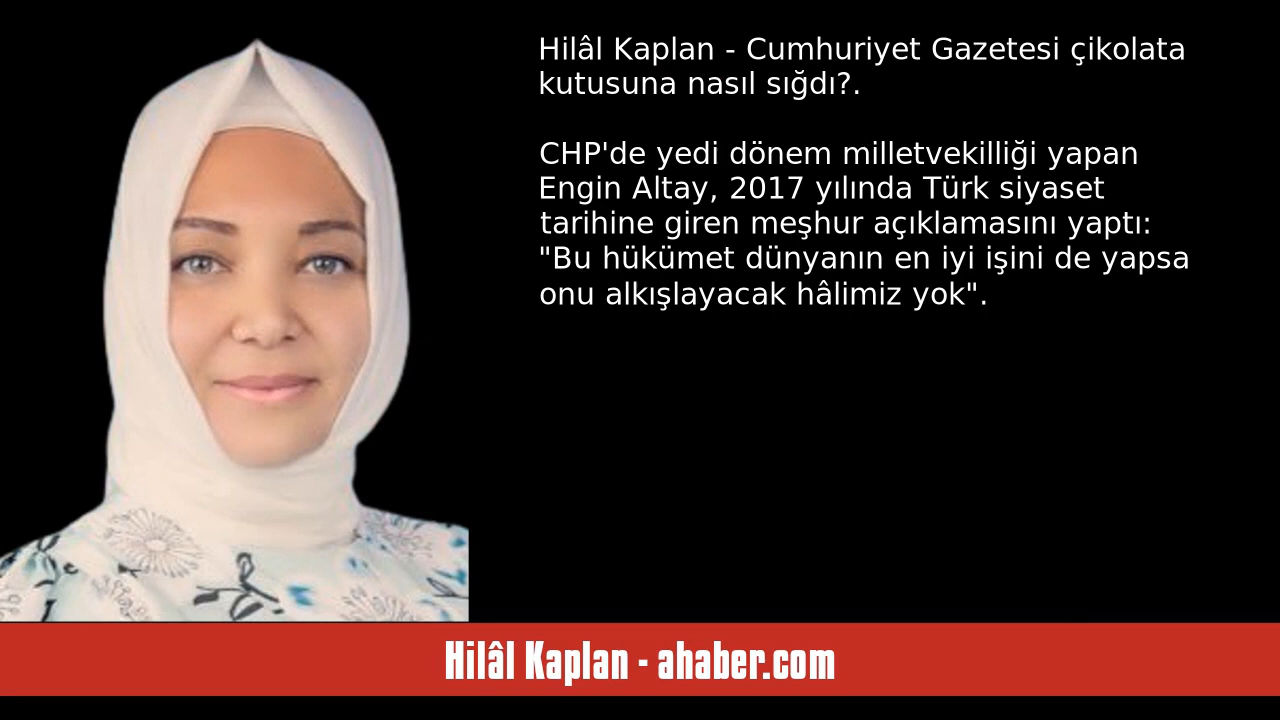 Hilâl Kaplan - Cumhuriyet Gazetesi çikolata
kutusuna nasıl sığdı?.
CHP'de yedi dönem milletvekilliği yapan
Engin Altay, 2017 yılında Türk siyaset
tarihine giren meşhur açıklamasını yaptı:
"Bu hükümet dünyanın en iyi işini de yapsa
onu alkışlayacak hâlimiz yok".
Hilâl Kaplan - ahaber.com